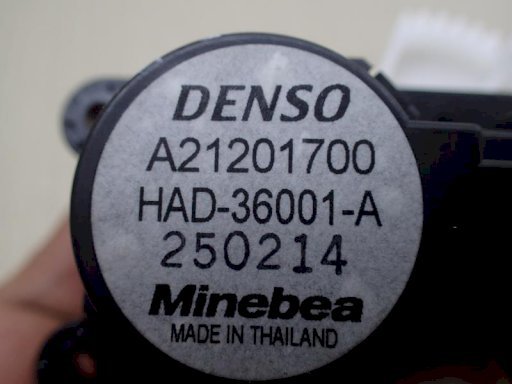 DENSO
A21201700
HAD-36001-A
250214
Minebea
MADE IN THAILAND